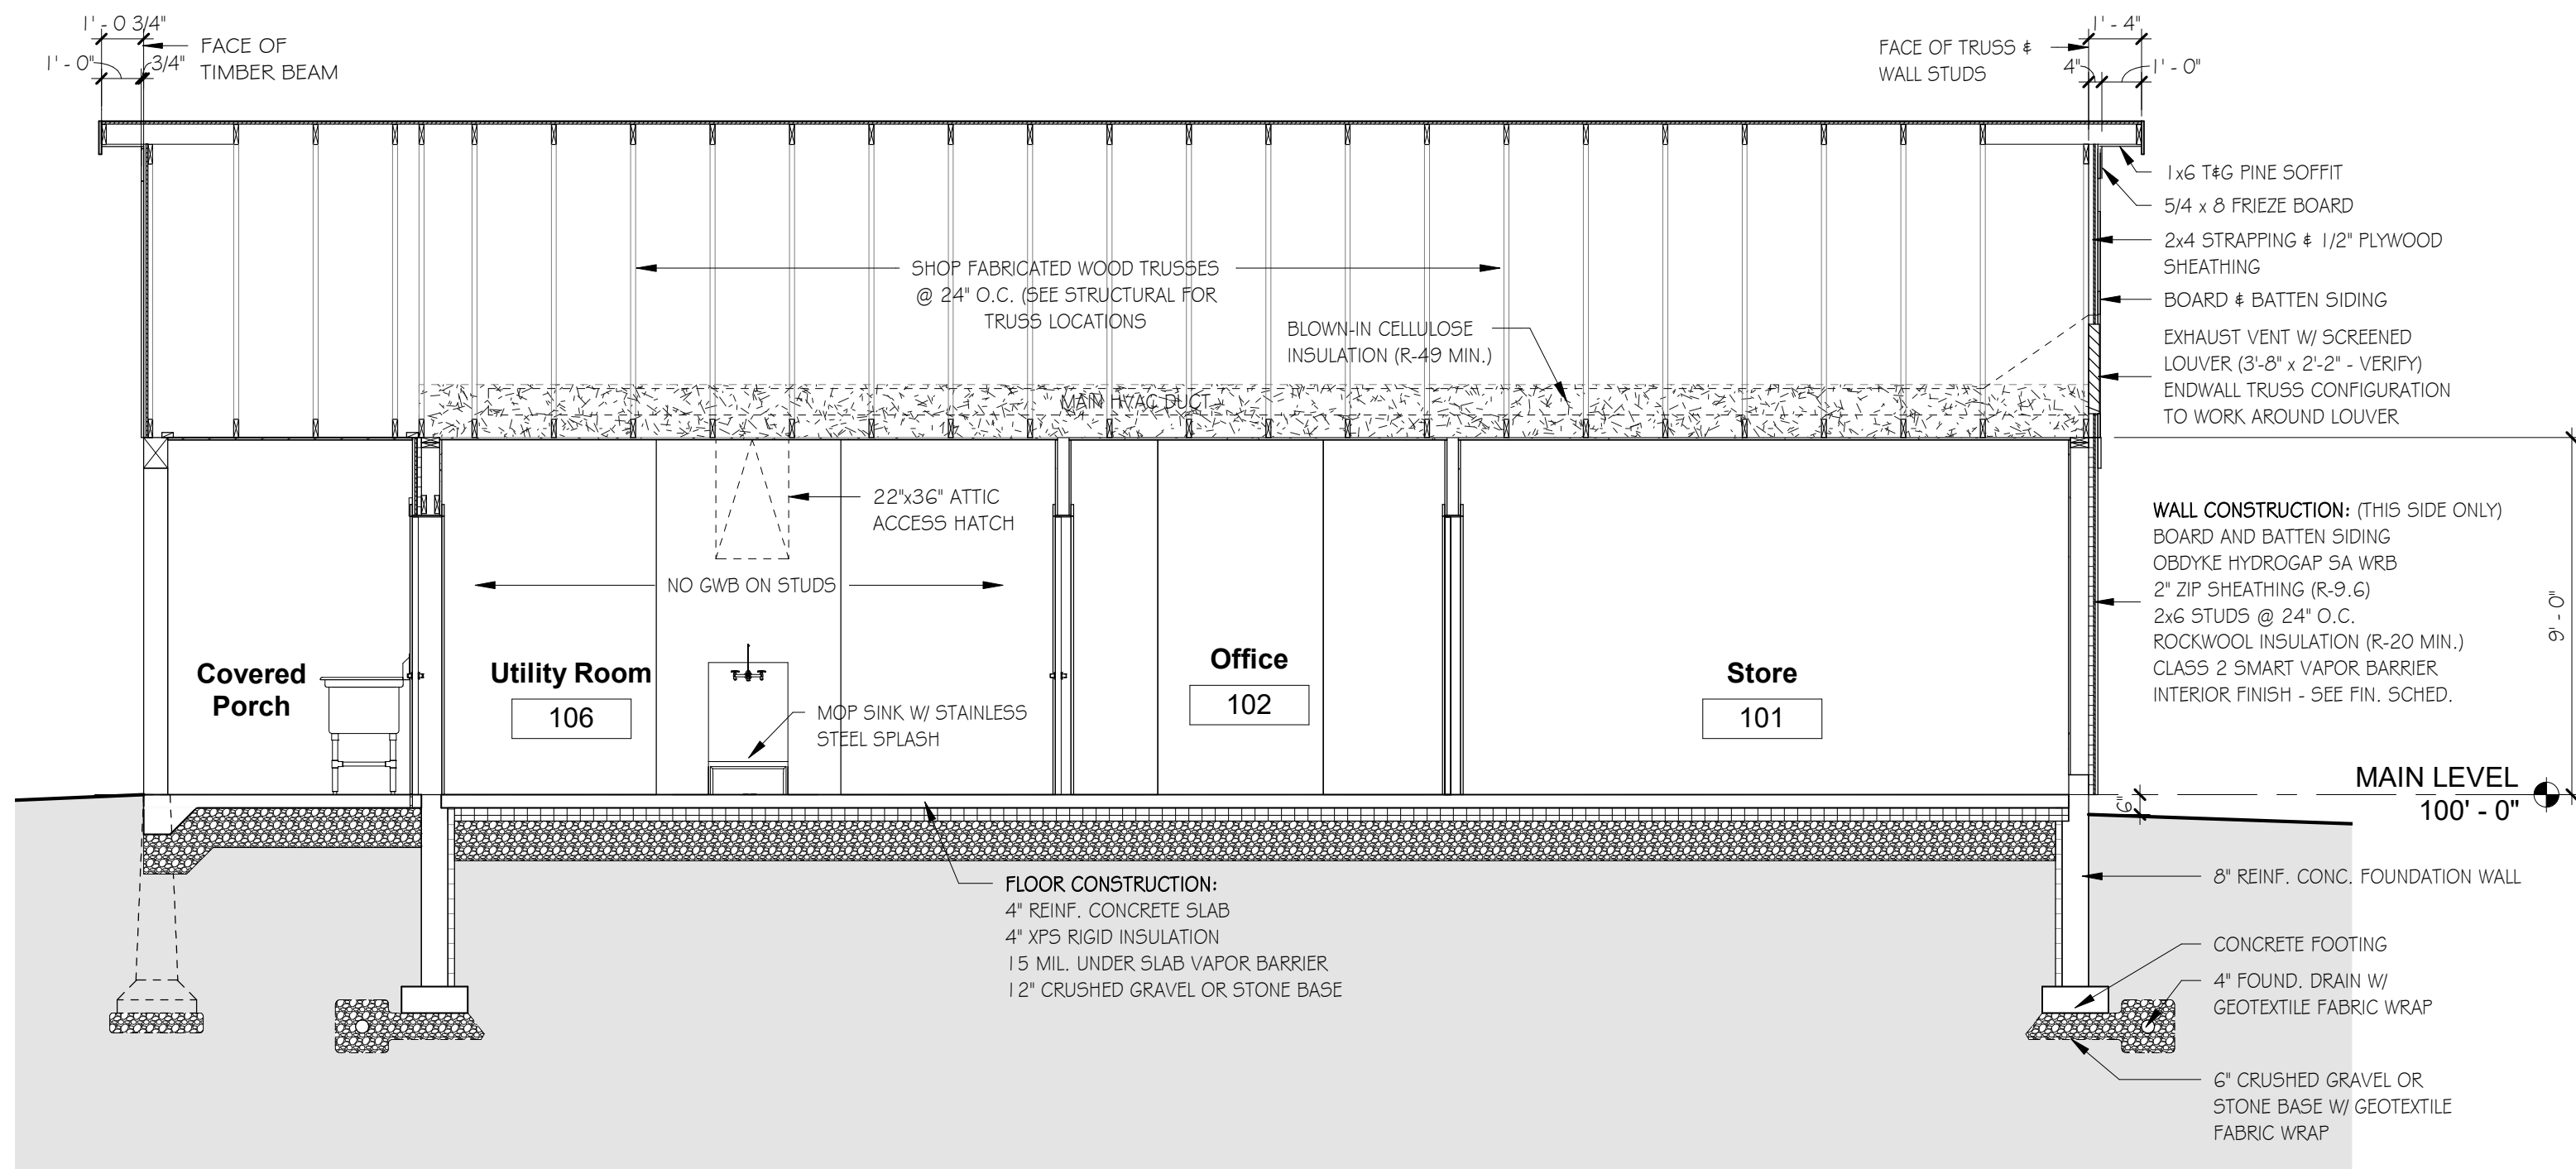 1' - 0 3/4"
FACE OF
TIMBER BEAM
1' - 0"
3/4"
1' - 4"
FACE OF TRUSS &
WALL STUDS
4"
1' - 0"
1x6 T&G PINE SOFFIT
5/4 x 8 FRIEZE BOARD
2x4 STRAPPING & 1/2" PLYWOOD
SHEATHING
BOARD & BATTEN SIDING
EXHAUST VENT W/ SCREENED
LOUVER (3'-8" x 2'-2" - VERIFY)
ENDWALL TRUSS CONFIGURATION
TO WORK AROUND LOUVER
SHOP FABRICATED WOOD TRUSSES
@ 24" O.C. (SEE STRUCTURAL FOR
TRUSS LOCATIONS
BLOWN-IN CELLULOSE
INSULATION (R-49 MIN.)
MAIN HVAC DUCT
22"x36" ATTIC
ACCESS HATCH
NO GWB ON STUDS
WALL CONSTRUCTION: (THIS SIDE ONLY)
BOARD AND BATTEN SIDING
OBDYKE HYDROGAP SA WRB
2" ZIP SHEATHING (R-9.6)
2x6 STUDS @ 24" O.C.
ROCKWOOL INSULATION (R-20 MIN.)
CLASS 2 SMART VAPOR BARRIER
INTERIOR FINISH - SEE FIN. SCHED.
9' - 0"
Covered
Porch
Utility Room
106
MOP SINK W/ STAINLESS
STEEL SPLASH
Office
102
Store
101
MAIN LEVEL
100' - 0"
6"
FLOOR CONSTRUCTION:
4" REINF. CONCRETE SLAB
4" XPS RIGID INSULATION
15 MIL. UNDER SLAB VAPOR BARRIER
12" CRUSHED GRAVEL OR STONE BASE
8" REINF. CONC. FOUNDATION WALL
CONCRETE FOOTING
4" FOUND. DRAIN W/
GEOTEXTILE FABRIC WRAP
6" CRUSHED GRAVEL OR
STONE BASE W/ GEOTEXTILE
FABRIC WRAP